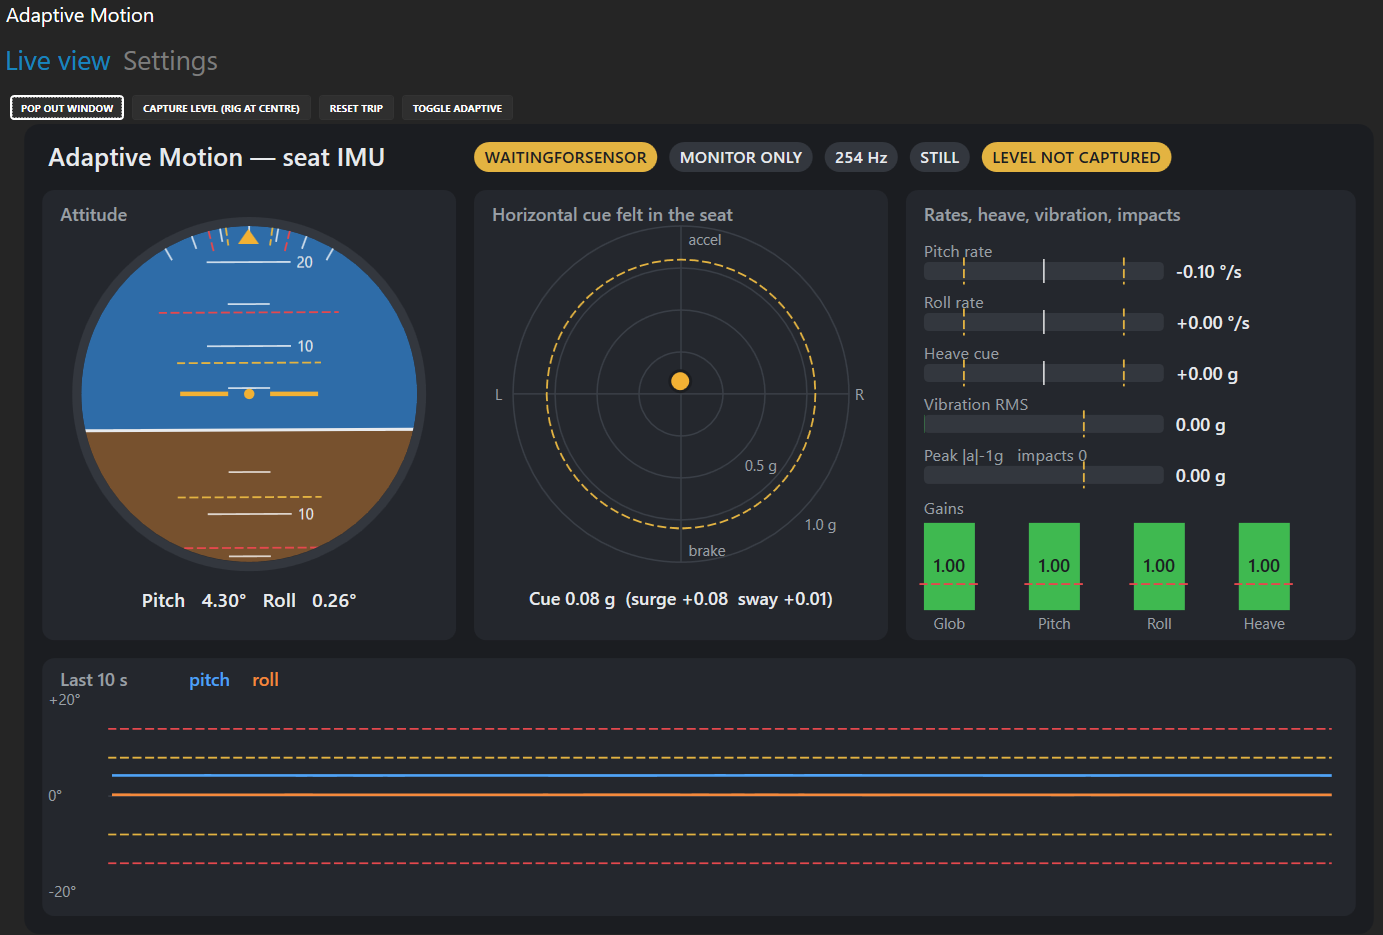 Adaptive Motion
Live view Settings
POP OUT WINDOW CAPTURE LEVEL (RIG AT CENTRE) RESET TRIP TOGGLE ADAPTIVE
Adaptive Motion — seat IMU WAITINGFORSENSOR MONITOR ONLY 254 Hz STILL LEVEL NOT CAPTURED
Attitude
20
10
10
Pitch 4.30° Roll 0.26°
Horizontal cue felt in the seat
accel
L
R
0.5 g
1.0 g
brake
Cue 0.08 g (surge +0.08 sway +0.01)
Rates, heave, vibration, impacts
Pitch rate
-0.10 °/s
Roll rate
+0.00 °/s
Heave cue
+0.00 g
Vibration RMS
0.00 g
Peak |a|-1g impacts 0
0.00 g
Gains
1.00 1.00 1.00 1.00
Glob Pitch Roll Heave
Last 10 s pitch roll
+20°
0°
-20°